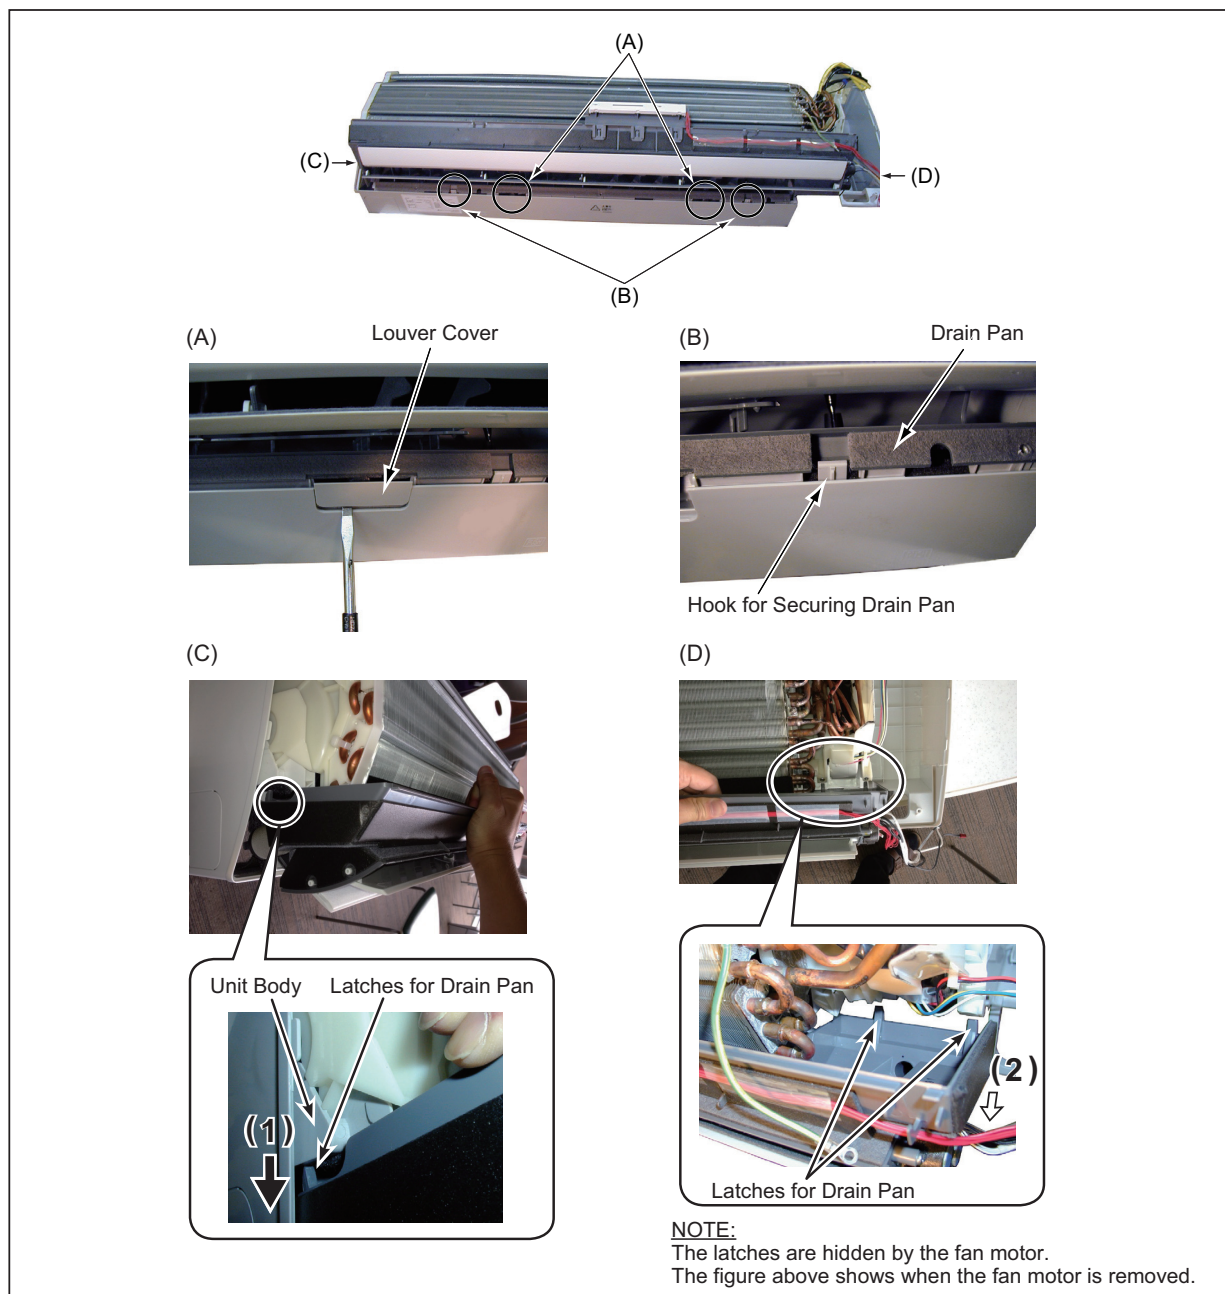 (A)
(C)
(D)
(B)
(A)
Louver Cover
(B)
Drain Pan
Hook for Securing Drain Pan
(C)
(D)
Unit Body
Latches for Drain Pan
(1)
(2)
Latches for Drain Pan
NOTE:
The latches are hidden by the fan motor.
The figure above shows when the fan motor is removed.